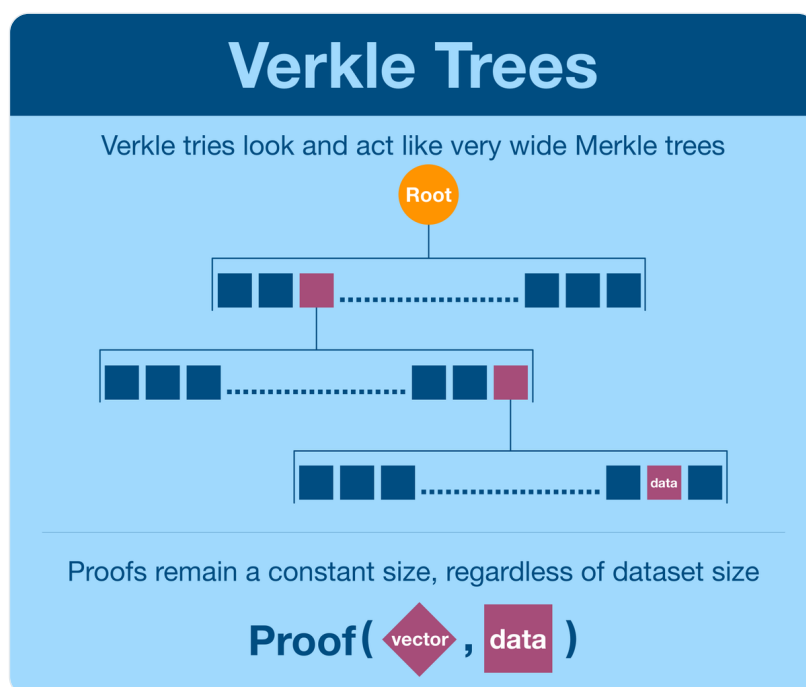 Verkle Trees
Verkle tries look and act like very wide Merkle trees
Root
data
Proofs remain a constant size, regardless of dataset size
Proof( vector , data )